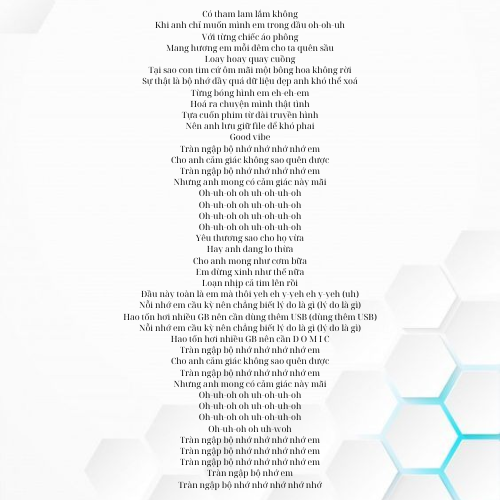 Có tham lam lắm không
Khi anh chỉ muốn mình em trong đầu oh-oh-uh
Với từng chiếc áo phông
Mang hương em mỗi đêm cho ta quên sầu
Loay hoay quay cuồng
Tại sao con tim cứ ôm mãi một bông hoa không rời
Sự thật là bộ nhớ đầy quá dữ liệu đẹp anh khó thể xoá
Từng bóng hình em eh-eh-em
Hoá ra chuyện mình thật tình
Tựa cuốn phim từ đài truyền hình
Nên anh lưu giữ file để khó phai
Good vibe
Tràn ngập bộ nhớ nhớ nhớ nhớ em
Cho anh cảm giác không sao quên được
Tràn ngập bộ nhớ nhớ nhớ nhớ em
Nhưng anh mong có cảm giác này mãi
Oh-uh-oh oh uh-oh-uh-oh
Oh-uh-oh oh uh-oh-uh-oh
Oh-uh-oh oh uh-oh-uh-oh
Oh-uh-oh oh uh-oh-uh-oh
Yêu thương sao cho họ vừa
Hay anh đang lo thừa
Cho anh mong như cơm bữa
Em đừng xinh như thế nữa
Loạn nhịp cả tim lên rồi
Đầu này toàn là em mà thôi yeh eh y-yeh eh y-yeh (uh)
Nỗi nhớ em cầu kỳ nên chẳng biết lý do là gì (lý do là gì)
Hao tốn hơi nhiều GB nên cần dùng thêm USB (dùng thêm USB)
Nỗi nhớ em cầu kỳ nên chẳng biết lý do là gì (lý do là gì)
Hao tốn hơi nhiều GB nên cần D O M I C
Tràn ngập bộ nhớ nhớ nhớ nhớ em
Cho anh cảm giác không sao quên được
Tràn ngập bộ nhớ nhớ nhớ nhớ em
Nhưng anh mong có cảm giác này mãi
Oh-uh-oh oh uh-oh-uh-oh
Oh-uh-oh oh uh-oh-uh-oh
Oh-uh-oh oh uh-oh-uh-oh
Oh-uh-oh oh uh-woh
Tràn ngập bộ nhớ nhớ nhớ nhớ em
Tràn ngập bộ nhớ nhớ nhớ nhớ em
Tràn ngập bộ nhớ nhớ nhớ nhớ em
Tràn ngập bộ nhớ em
Tràn ngập bộ nhớ nhớ nhớ nhớ nhớ